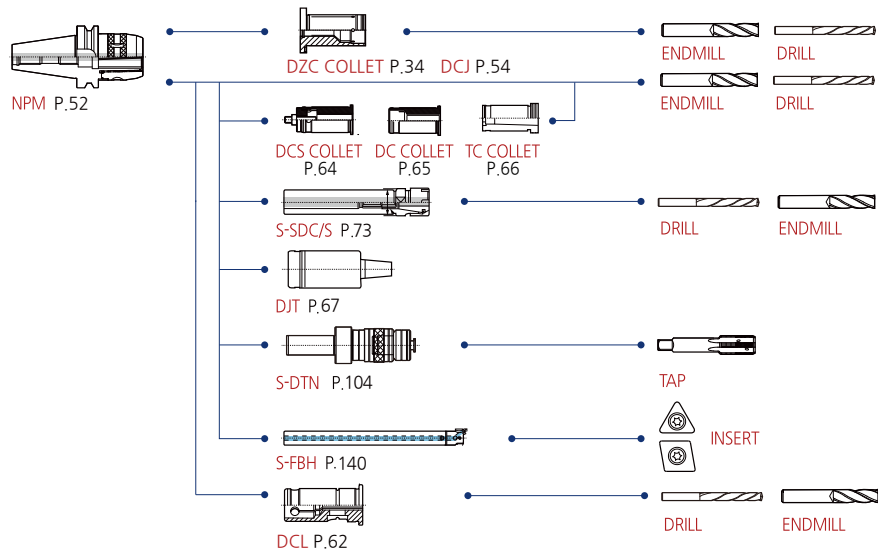 ENDMILL DRILL
DZC COLLET P.34 DCJ P.54
NPM P.52
ENDMILL DRILL
DCS COLLET DC COLLET TC COLLET
P.64 P.65 P.66
S-SDC/S P.73
DRILL ENDMILL
DJT P.67
S-DTN P.104
TAP
INSERT
S-FBH P.140
DRILL ENDMILL
DCL P.62